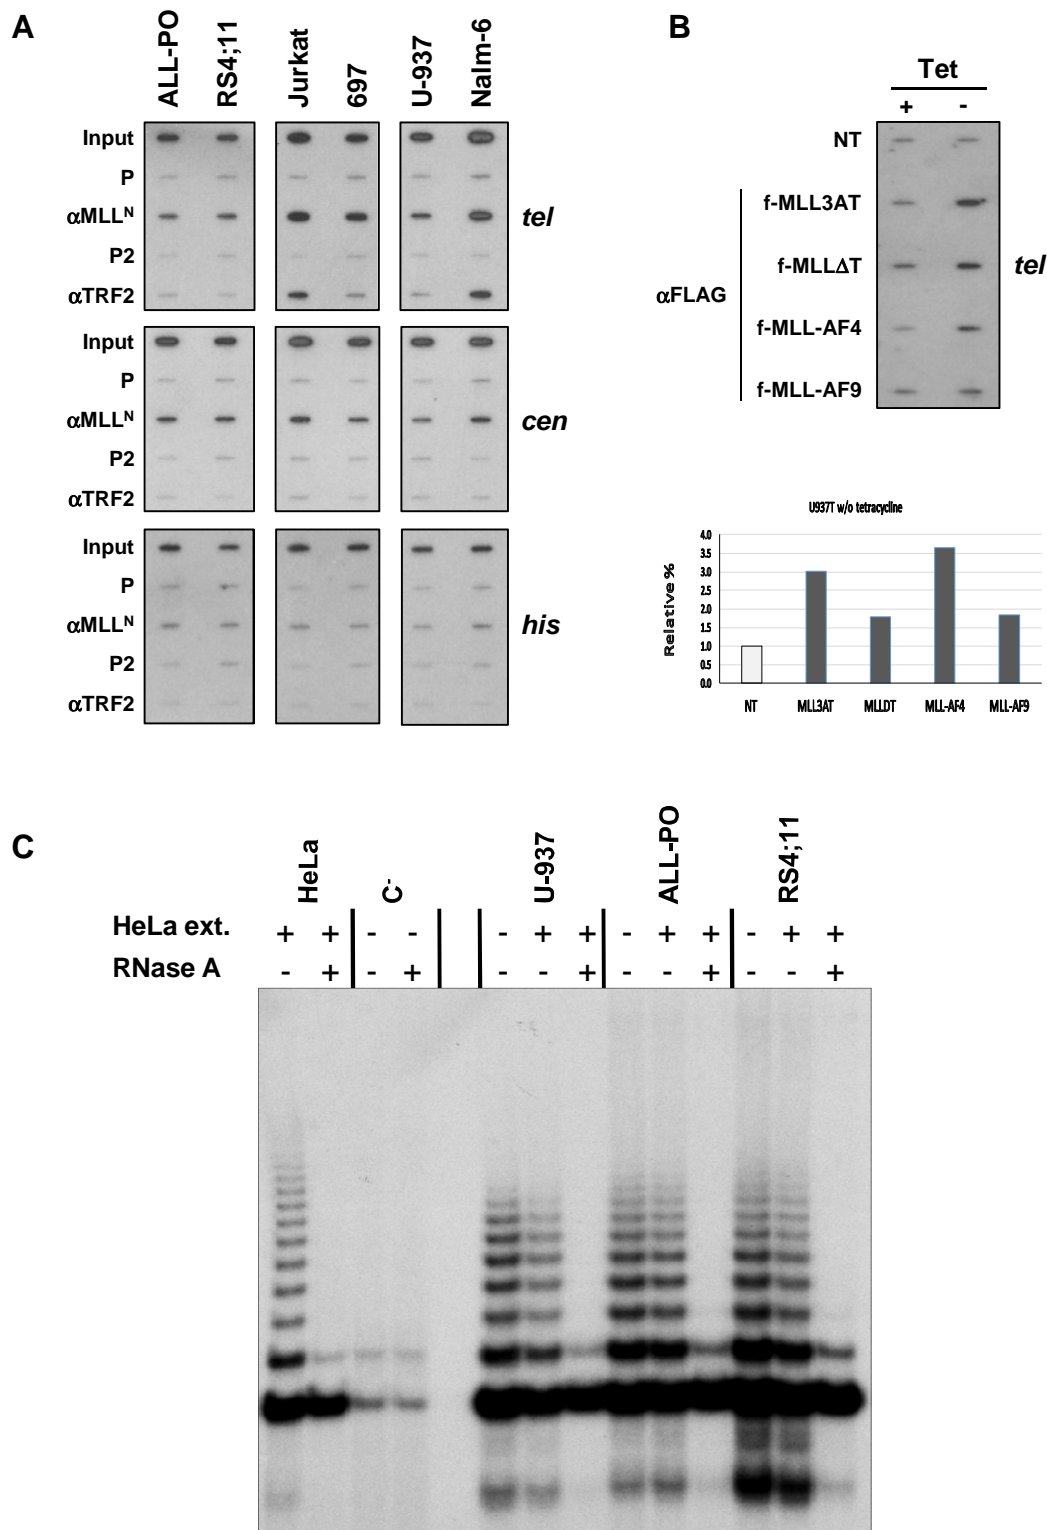 A
ALL-PO RS4;11 Jurkat 697 U-937 Nalm-6
Input
P
αMLLᴺ
P2
αTRF2
tel
Input
P
αMLLᴺ
P2
αTRF2
cen
Input
P
αMLLᴺ
P2
αTRF2
his
B
Tet
+ -
NT
f-MLL3AT
f-MLLΔT
f-MLL-AF4
f-MLL-AF9
αFLAG
tel
U937T w/o tetracycline
Relative %
4.0
3.5
3.0
2.5
2.0
1.5
1.0
0.5
0.0
NT MLL3AT MLLDT MLL-AF4 MLL-AF9
C
HeLa C⁻ U-937 ALL-PO RS4;11
HeLa ext. + + - - - + + - + + - + +
RNase A - + - + - - + - - + - - +